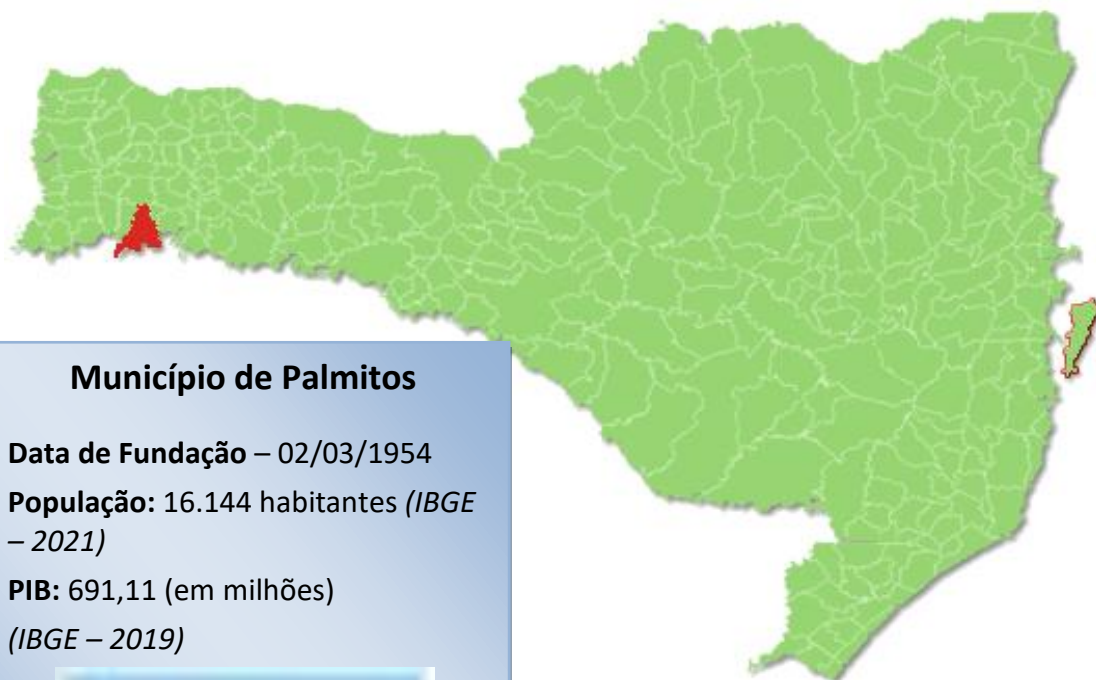 Município de Palmitos
Data de Fundação – 02/03/1954
População: 16.144 habitantes (IBGE
– 2021)
PIB: 691,11 (em milhões)
(IBGE – 2019)